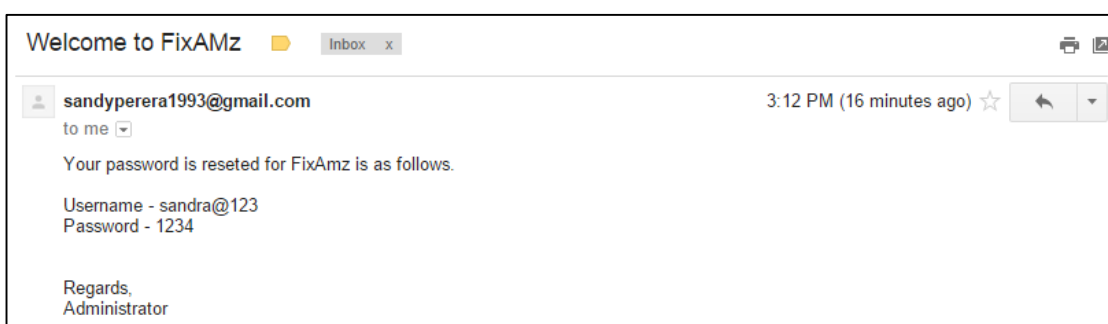 Welcome to FixAMz
Inbox x
sandyperera1993@gmail.com
3:12 PM (16 minutes ago)
to me
Your password is reseted for FixAmz is as follows.
Username - sandra@123
Password - 1234
Regards,
Administrator